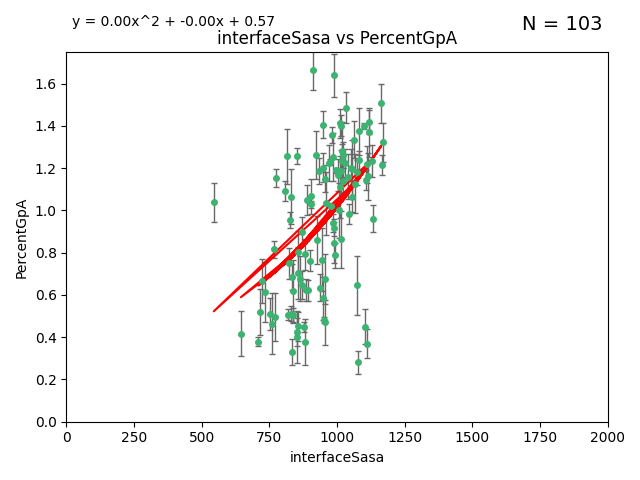 y = 0.00x^2 + -0.00x + 0.57
N = 103
interfaceSasa vs PercentGpA
PercentGpA
1.6
1.4
1.2
1.0
0.8
0.6
0.4
0.2
0.0
0 250 500 750 1000 1250 1500 1750 2000
interfaceSasa